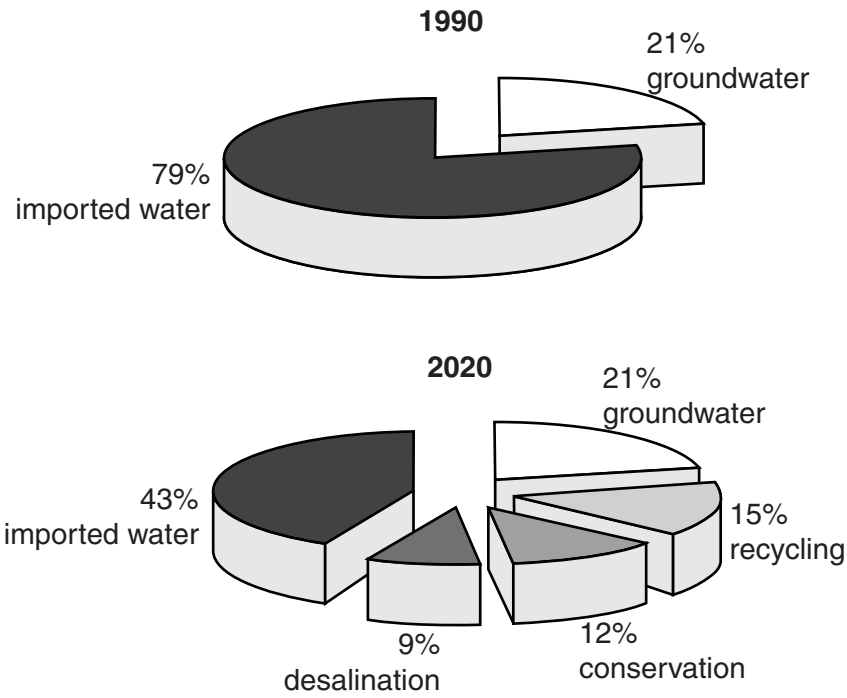 1990
21%
groundwater
79%
imported water
2020
21%
groundwater
43%
imported water
15%
recycling
9%
desalination
12%
conservation